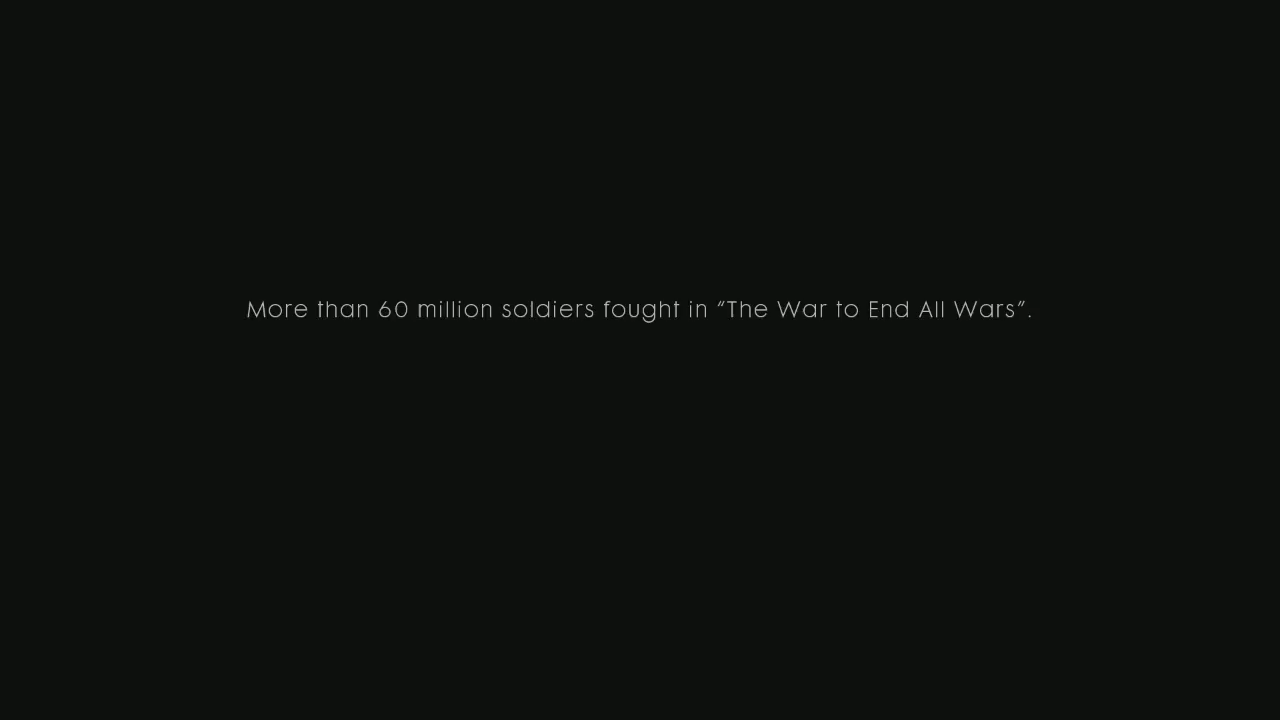 More than 60 million soldiers fought in “The War to End All Wars”.